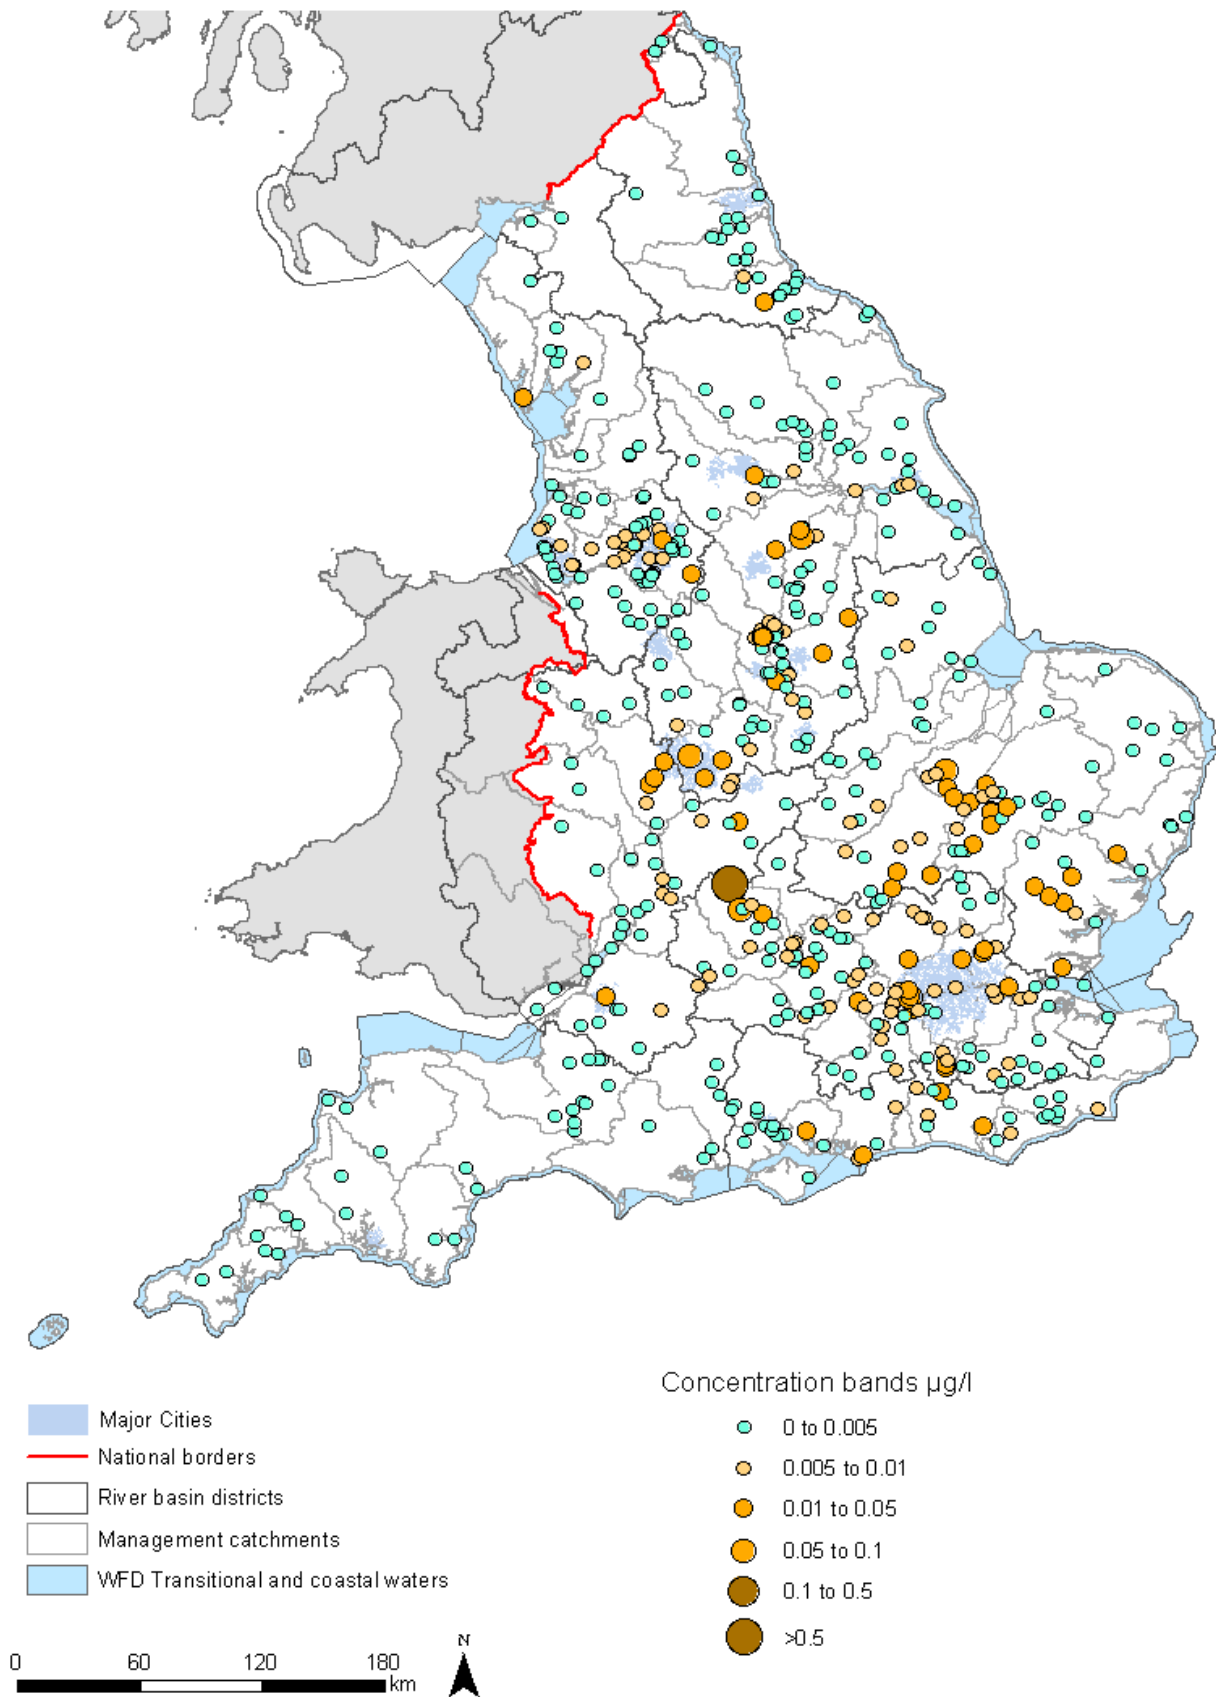 Concentration bands µg/l
Major Cities
National borders
River basin districts
Management catchments
WFD Transitional and coastal waters
0 to 0.005
0.005 to 0.01
0.01 to 0.05
0.05 to 0.1
0.1 to 0.5
>0.5
0 60 120 180
km
N